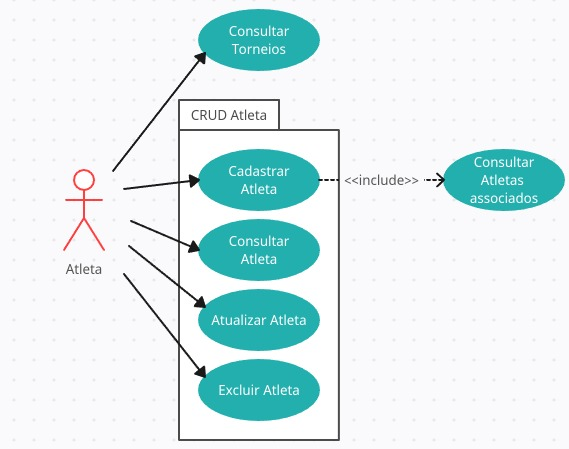 Consultar
Torneios
CRUD Atleta
Cadastrar
Atleta
<<include>>
Consultar
Atletas
associados
Consultar
Atleta
Atleta
Atualizar Atleta
Excluir Atleta